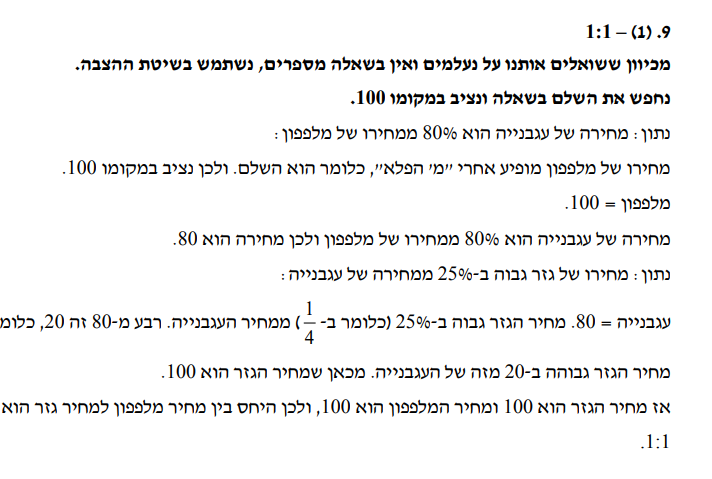 9. (1) – 1:1
מכיוון ששואלים אותנו על נעלמים ואין בשאלה מספרים, נשתמש בשיטת ההצבה.
נחפש את השלם בשאלה ונציב במקומו 100.
נתון: מחירה של עגבנייה הוא 80% ממחירו של מלפפון:
מחירו של מלפפון מופיע אחרי "מ' הפלא", כלומר הוא השלם. ולכן נציב במקומו 100.
מלפפון = 100.
מחירה של עגבנייה הוא 80% ממחירו של מלפפון ולכן מחירה הוא 80.
נתון: מחירו של גזר גבוה ב-25% ממחירה של עגבנייה:
עגבנייה = 80. מחיר הגזר גבוה ב-25% (כלומר ב- 1/4) ממחיר העגבנייה. רבע מ-80 זה 20, כלומ
מחיר הגזר גבוהה ב-20 מזה של העגבנייה. מכאן שמחיר הגזר הוא 100.
אז מחיר הגזר הוא 100 ומחיר המלפפון הוא 100, ולכן היחס בין מחיר מלפפון למחיר גזר הוא
1:1.